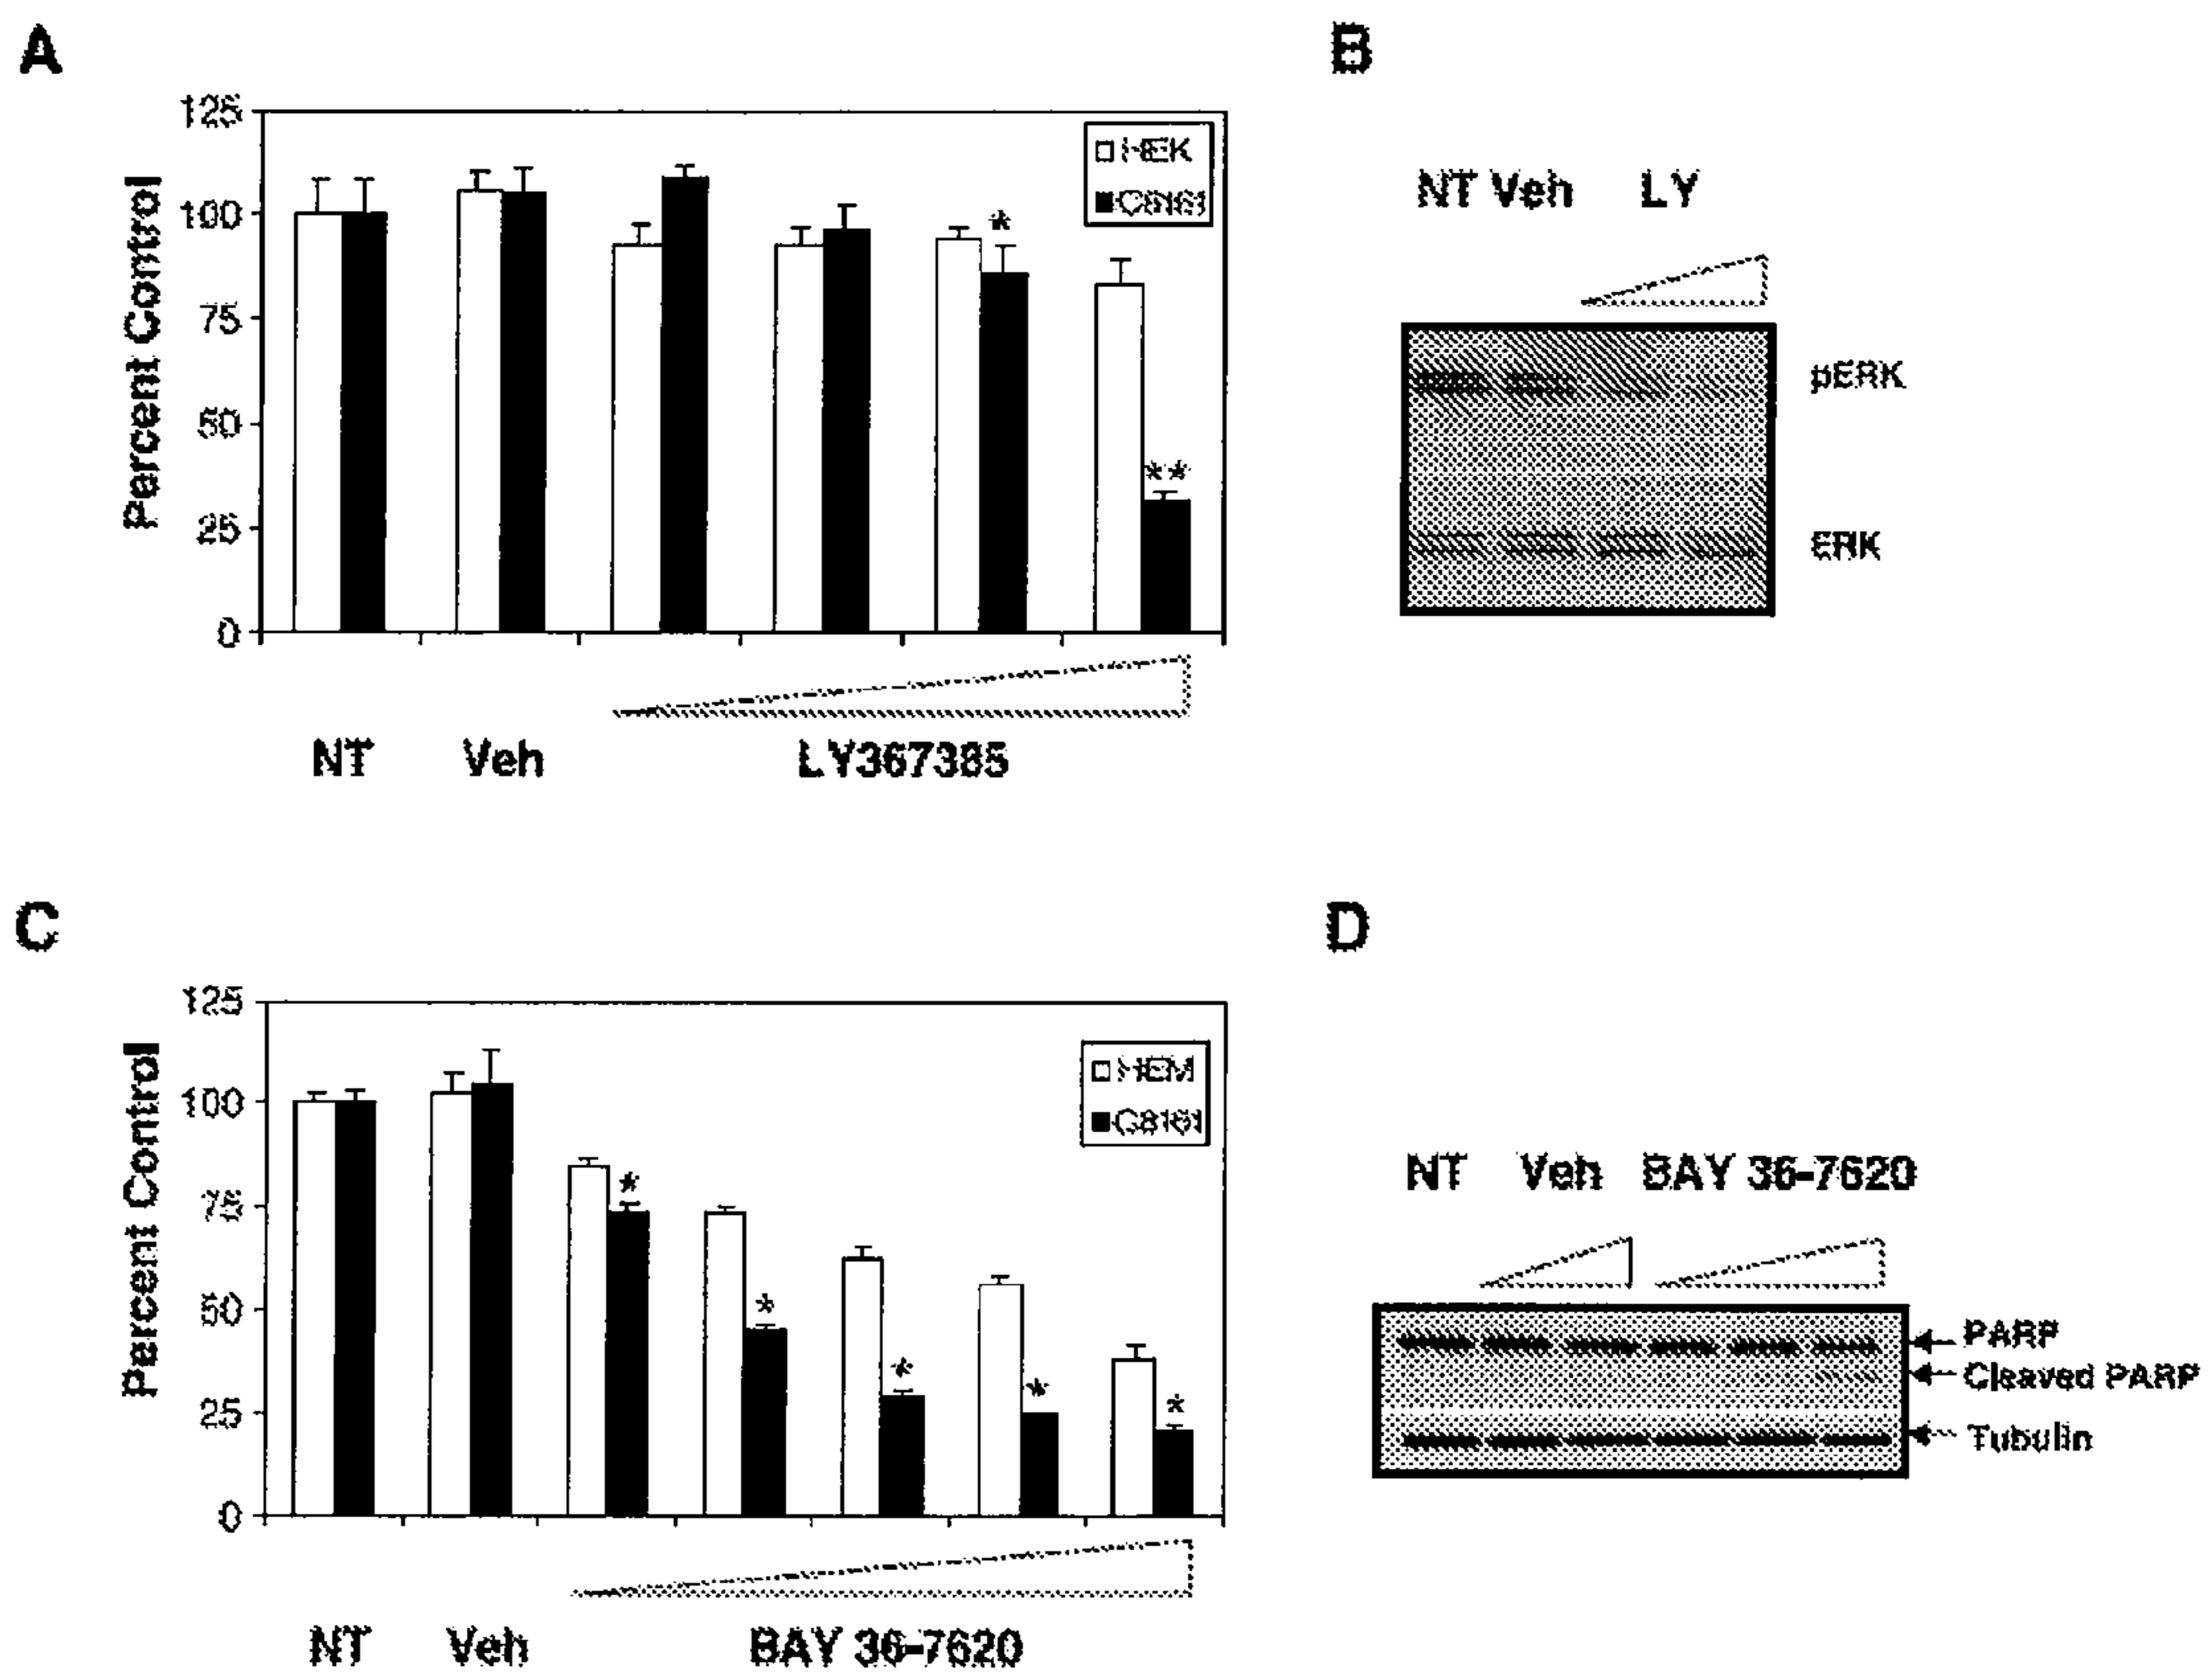 A
125
100
75
50
25
0
Percent Control
HEK
C8161
*
**
NT Veh LY367385
B
NT Veh LY
pERK
ERK
C
125
100
75
50
25
0
Percent Control
HEM
C8161
*
*
*
*
*
NT Veh BAY 36-7620
D
NT Veh BAY 36-7620
PARP
Cleaved PARP
Tubulin